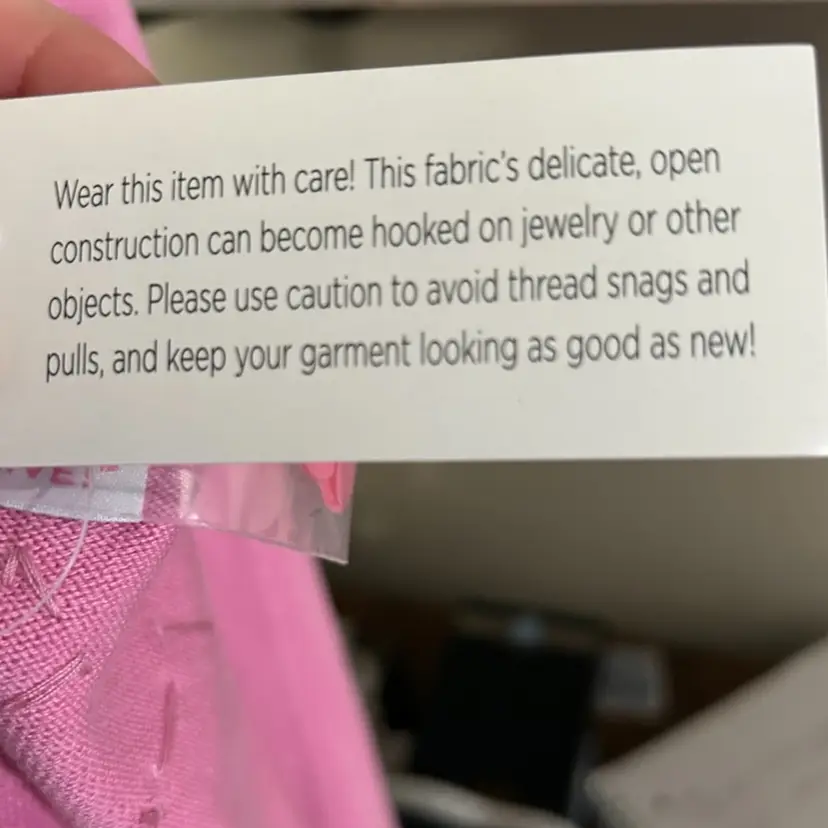 Wear this item with care! This fabric's delicate, open
construction can become hooked on jewelry or other
objects. Please use caution to avoid thread snags and
pulls, and keep your garment looking as good as new!